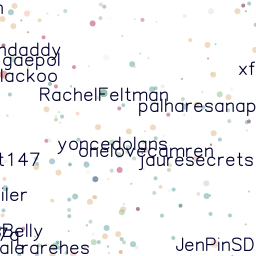 ndaddy
gaepol
lackoo
xf
RachelFeltman
palharesanap
yoncedolans
onelovecamren
t147
jauresecrets
iler
Belly
JenPinSD